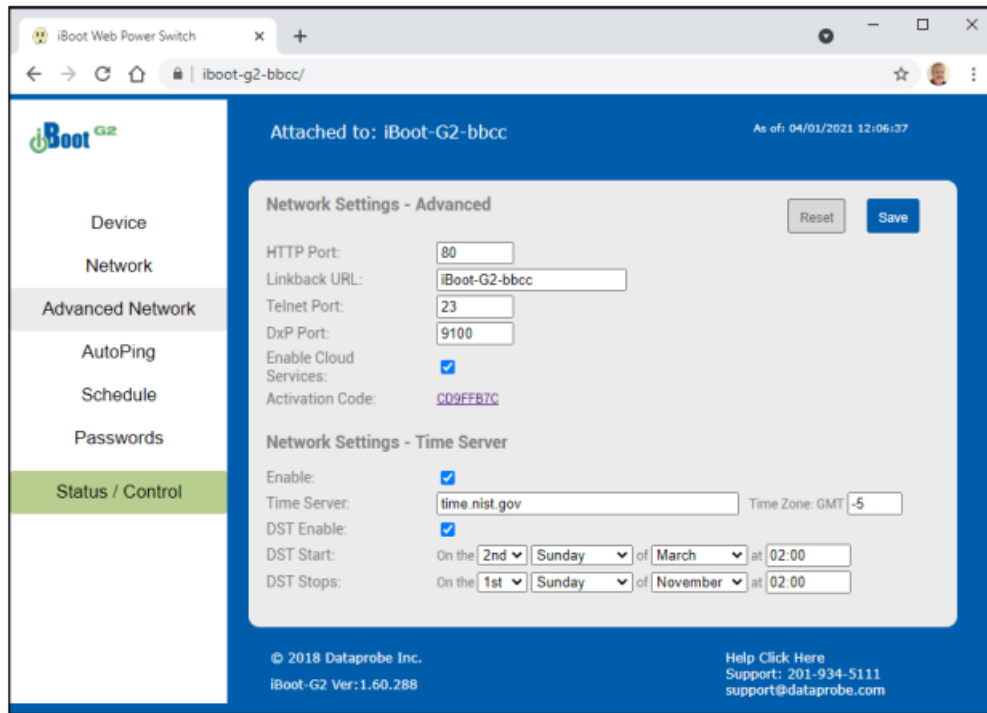 iBoot Web Power Switch
iboot-g2-bbcc/
iBoot G2
Attached to: iBoot-G2-bbcc
As of: 04/01/2021 12:06:37
Device
Network
Advanced Network
AutoPing
Schedule
Passwords
Status / Control
Network Settings - Advanced
Reset
Save
HTTP Port: 80
Linkback URL: iBoot-G2-bbcc
Telnet Port: 23
DxP Port: 9100
Enable Cloud
Services:
Activation Code: CD9FFB7C
Network Settings - Time Server
Enable:
Time Server: time.nist.gov Time Zone: GMT -5
DST Enable:
DST Start: On the 2nd Sunday of March at 02:00
DST Stops: On the 1st Sunday of November at 02:00
© 2018 Dataprobe Inc.
iBoot-G2 Ver:1.60.288
Help Click Here
Support: 201-934-5111
support@dataprobe.com